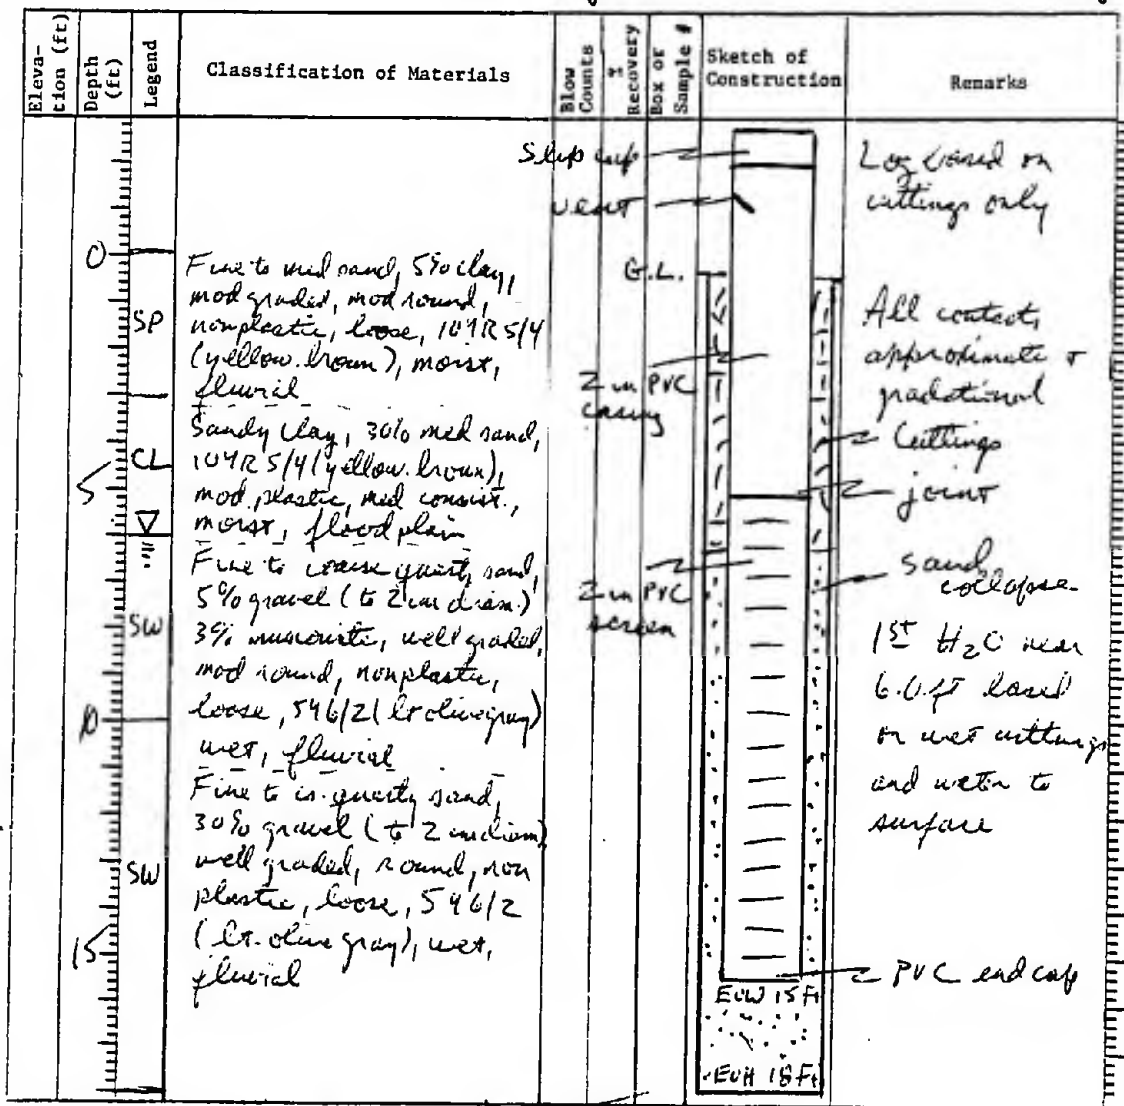 Eleva-
tion (ft)
Depth
(ft)
Legend
Classification of Materials
Blow
Counts
%
Recovery
Box or
Sample #
Sketch of
Construction
Remarks
Slip cap
vent
G.L.
2 in PVC
casing
2 in PVC
screen
0
5
10
15
SP
CL
SW
SW
Fine to med sand, 5% clay,
mod graded, mod round,
nonplastic, loose, 10YR 5/4
(yellow. brown), moist,
fluvial
Sandy Clay, 30% med sand,
10YR 5/4 (yellow. brown),
mod plastic, med consist.,
moist, floodplain
Fine to coarse quartz sand,
5% gravel (to 2 cm diam.)
3% muscovite, well graded,
mod round, nonplastic,
loose, 5Y6/2 (lt olive gray)
wet, fluvial
Fine to cs. quartz sand,
30% gravel (to 2 cm diam)
well graded, round, non
plastic, loose, 5Y6/2
(lt. olive gray), wet,
fluvial
EOW 15 Ft
EOH 18 Ft
Log based on
cuttings only
All contacts
approximate +
gradational
Cuttings
joint
sand
collapse
1st H2O near
6.0 ft based
on wet cuttings
and water to
surface
PVC end cap